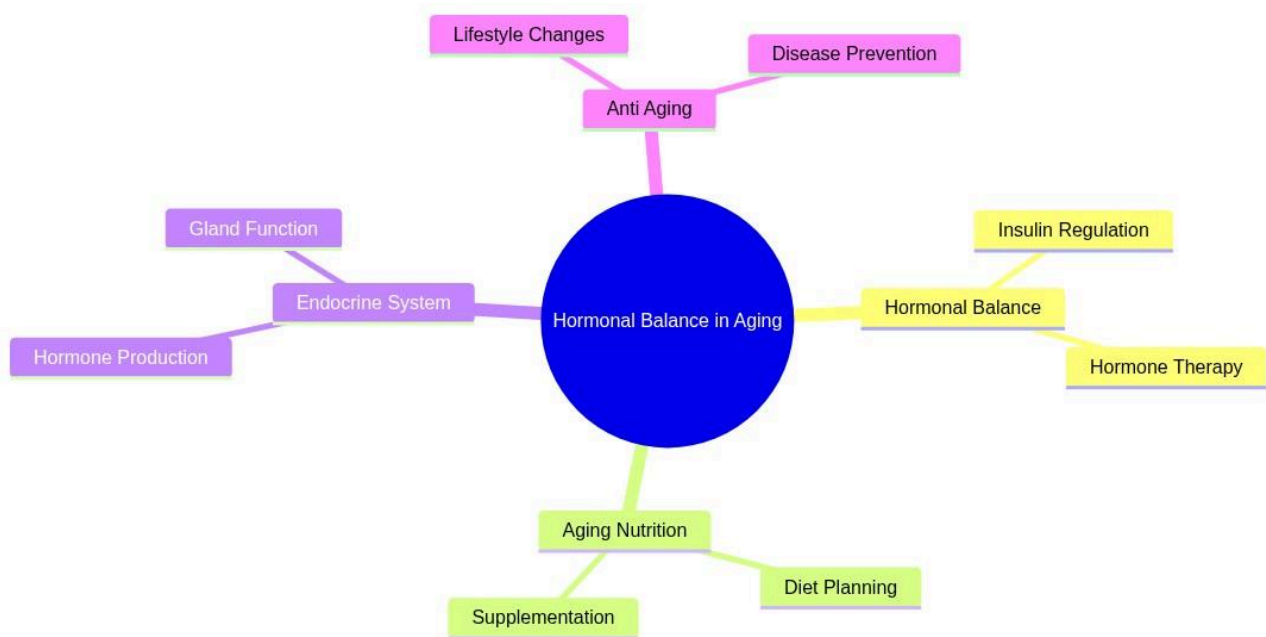 Lifestyle Changes
Disease Prevention
Anti Aging
Gland Function
Insulin Regulation
Endocrine System
Hormonal Balance
Hormonal Balance in Aging
Hormone Production
Hormone Therapy
Aging Nutrition
Diet Planning
Supplementation